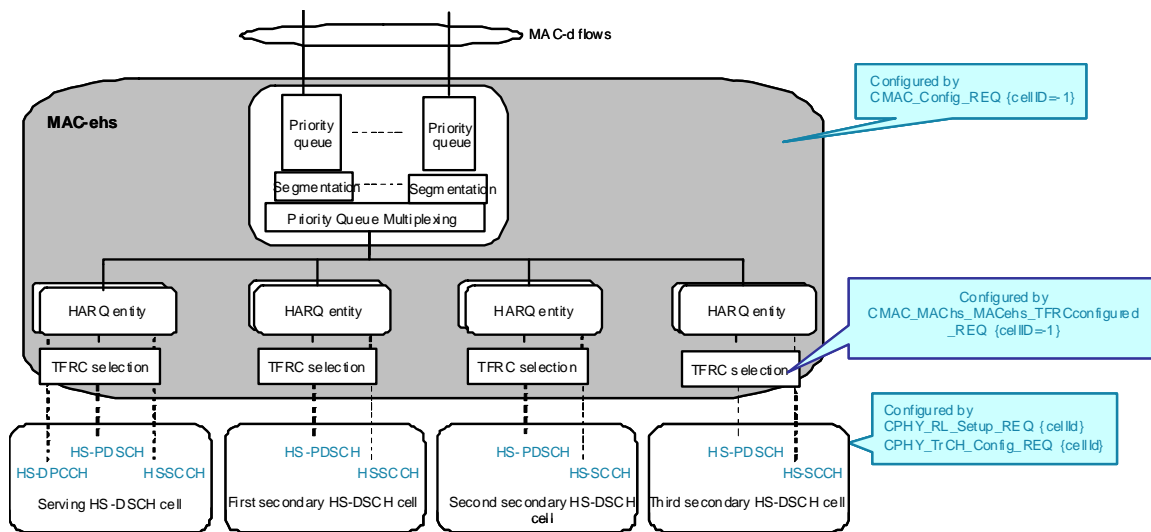 MAC-d flows
Configured by
CMAC_Config_REQ {cellID=-1}
MAC-ehs
Priority
queue
Priority
queue
Segmentation
Segmentation
Priority Queue Multiplexing
HARQ entity
HARQ entity
HARQ entity
HARQ entity
Configured by
CMAC_MAChs_MACehs_TFRCconfigured
_REQ {cellID=-1}
TFRC selection
TFRC selection
TFRC selection
TFRC selection
Configured by
CPHY_RL_Setup_REQ {cellId}
CPHY_TrCH_Config_REQ {cellId}
HS-PDSCH
HS-DPCCH
HSSCCH
Serving HS-DSCH cell
HS-PDSCH
HSSCCH
First secondary HS-DSCH cell
HS-PDSCH
HS-SCCH
Second secondary HS-DSCH
cell
HS-PDSCH
HS-SCCH
Third secondary HS-DSCH cell